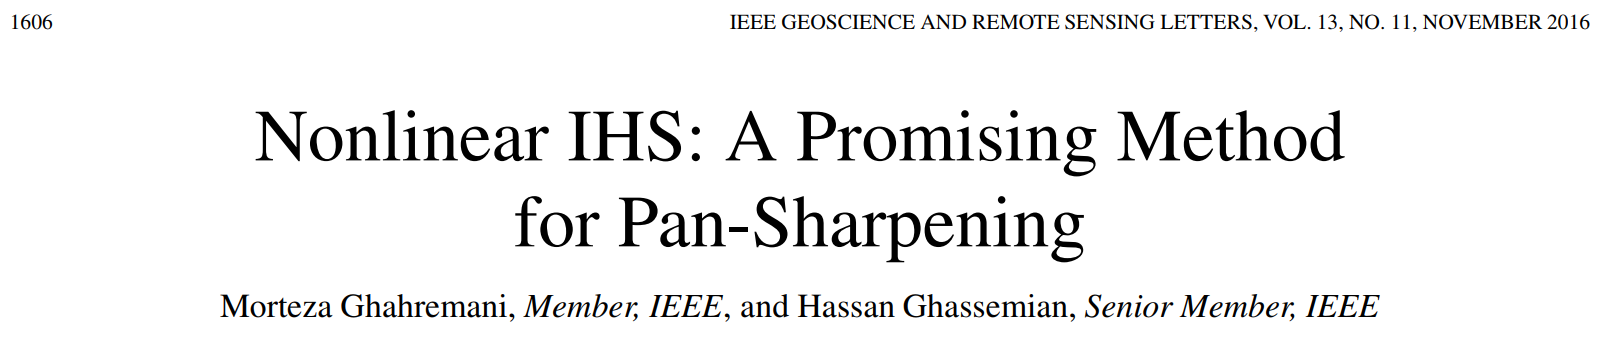 1606
IEEE GEOSCIENCE AND REMOTE SENSING LETTERS, VOL. 13, NO. 11, NOVEMBER 2016
Nonlinear IHS: A Promising Method
for Pan-Sharpening
Morteza Ghahremani, Member, IEEE, and Hassan Ghassemian, Senior Member, IEEE